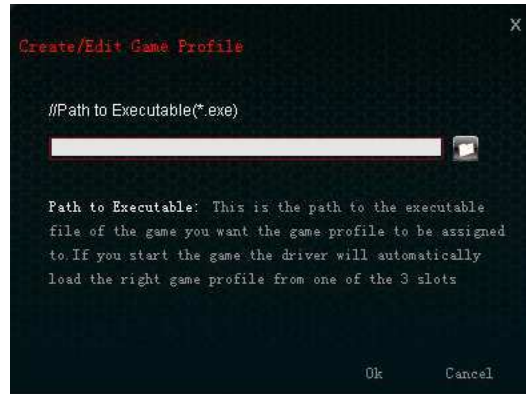 X
Create/Edit Game Profile
//Path to Executable(*.exe)
Path to Executable: This is the path to the executable
file of the game you want the game profile to be assigned
to.If you start the game the driver will automatically
load the right game profile from one of the 3 slots
Ok Cancel